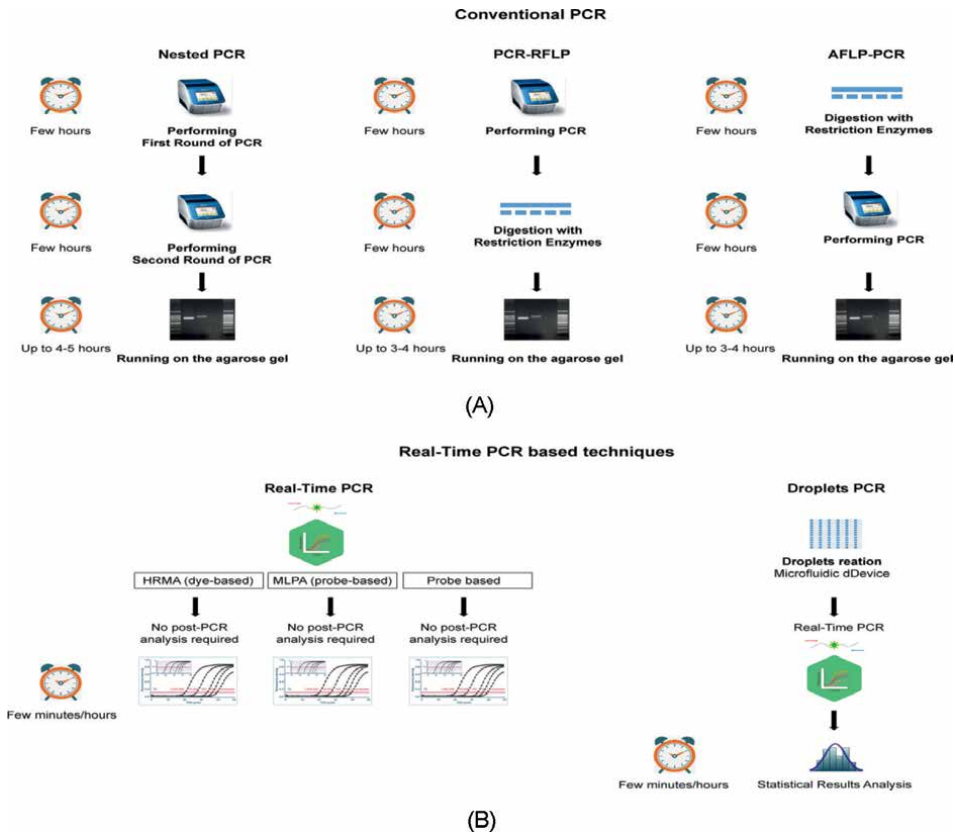 Conventional PCR
Nested PCR
Few hours
Performing
First Round of PCR
Few hours
Performing
Second Round of PCR
Up to 4-5 hours
Running on the agarose gel
PCR-RFLP
Few hours
Performing PCR
Few hours
Digestion with
Restriction Enzymes
Up to 3-4 hours
Running on the agarose gel
AFLP-PCR
Few hours
Digestion with
Restriction Enzymes
Few hours
Performing PCR
Up to 3-4 hours
Running on the agarose gel
(A)
Real-Time PCR based techniques
Real-Time PCR
HRMA (dye-based)
MLPA (probe-based)
Probe based
No post-PCR
analysis required
No post-PCR
analysis required
No post-PCR
analysis required
Few minutes/hours
Droplets PCR
Droplets reation
Microfluidic dDevice
Real-Time PCR
Few minutes/hours
Statistical Results Analysis
(B)